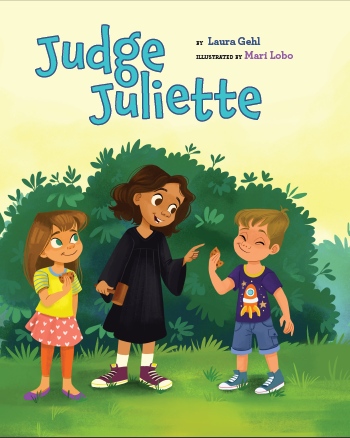 Judge
Juliette
BY Laura Gehl
ILLUSTRATED BY Mari Lobo